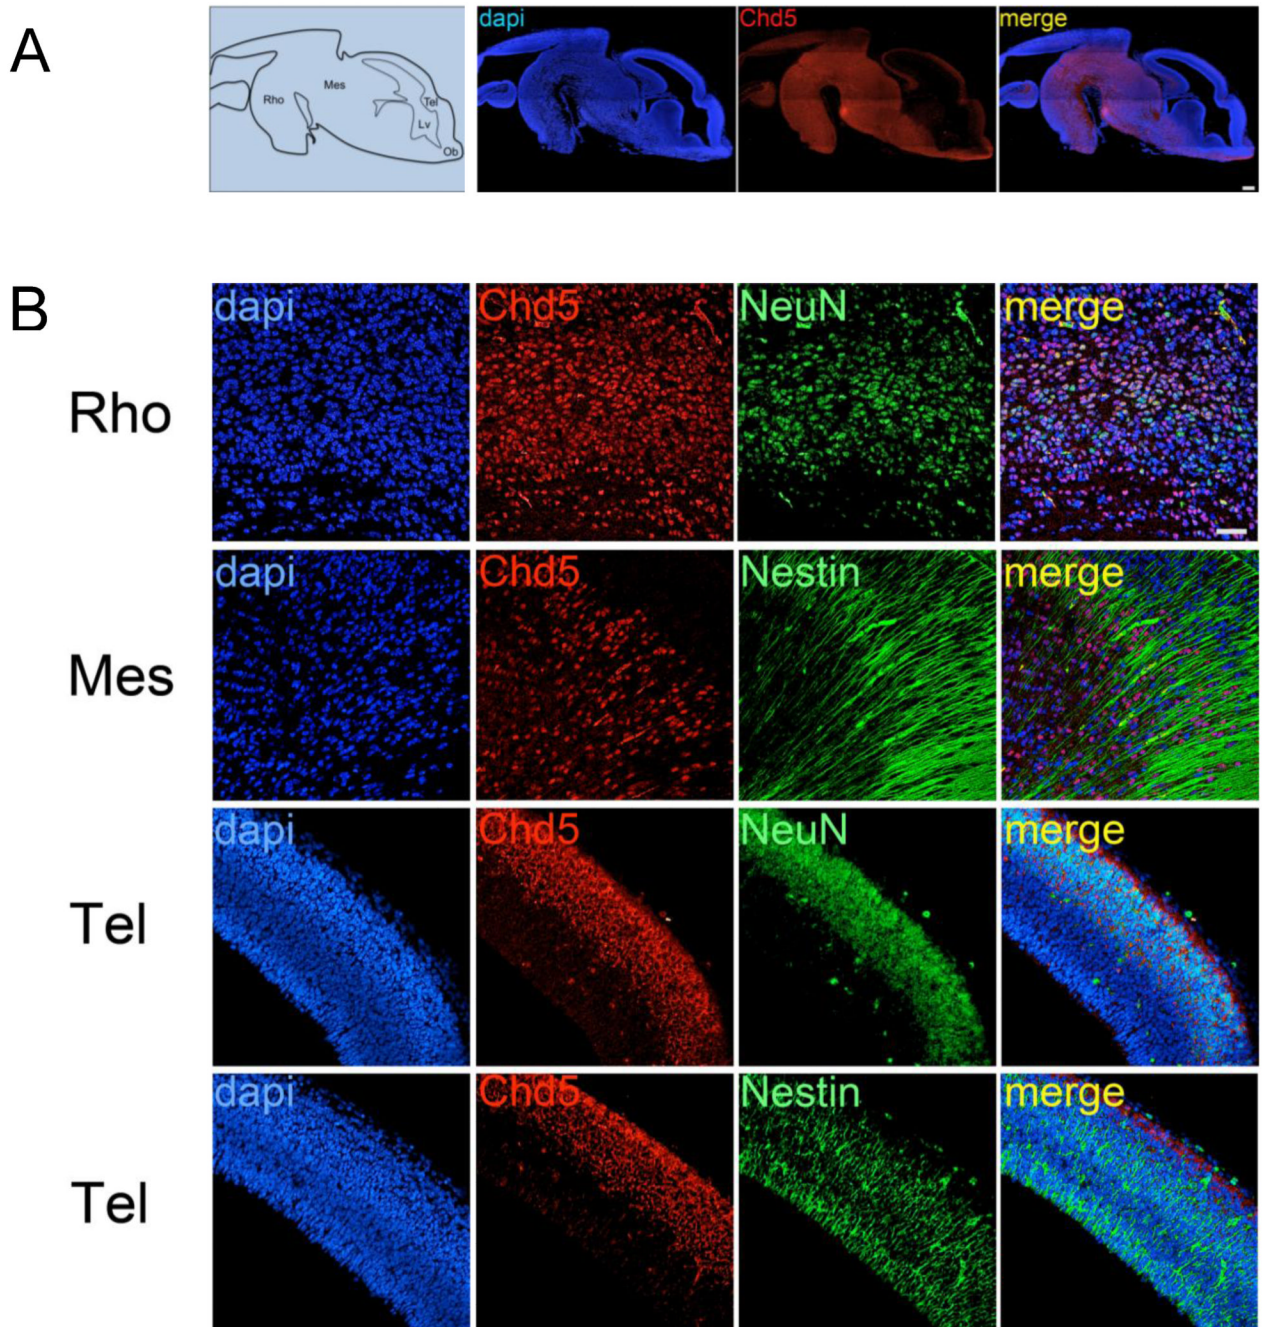 A
dapi Chd5 merge
Rho Mes Tel
Lv
Ob
B
dapi Chd5 NeuN merge
Rho
dapi Chd5 Nestin merge
Mes
dapi Chd5 NeuN merge
Tel
dapi Chd5 Nestin merge
Tel